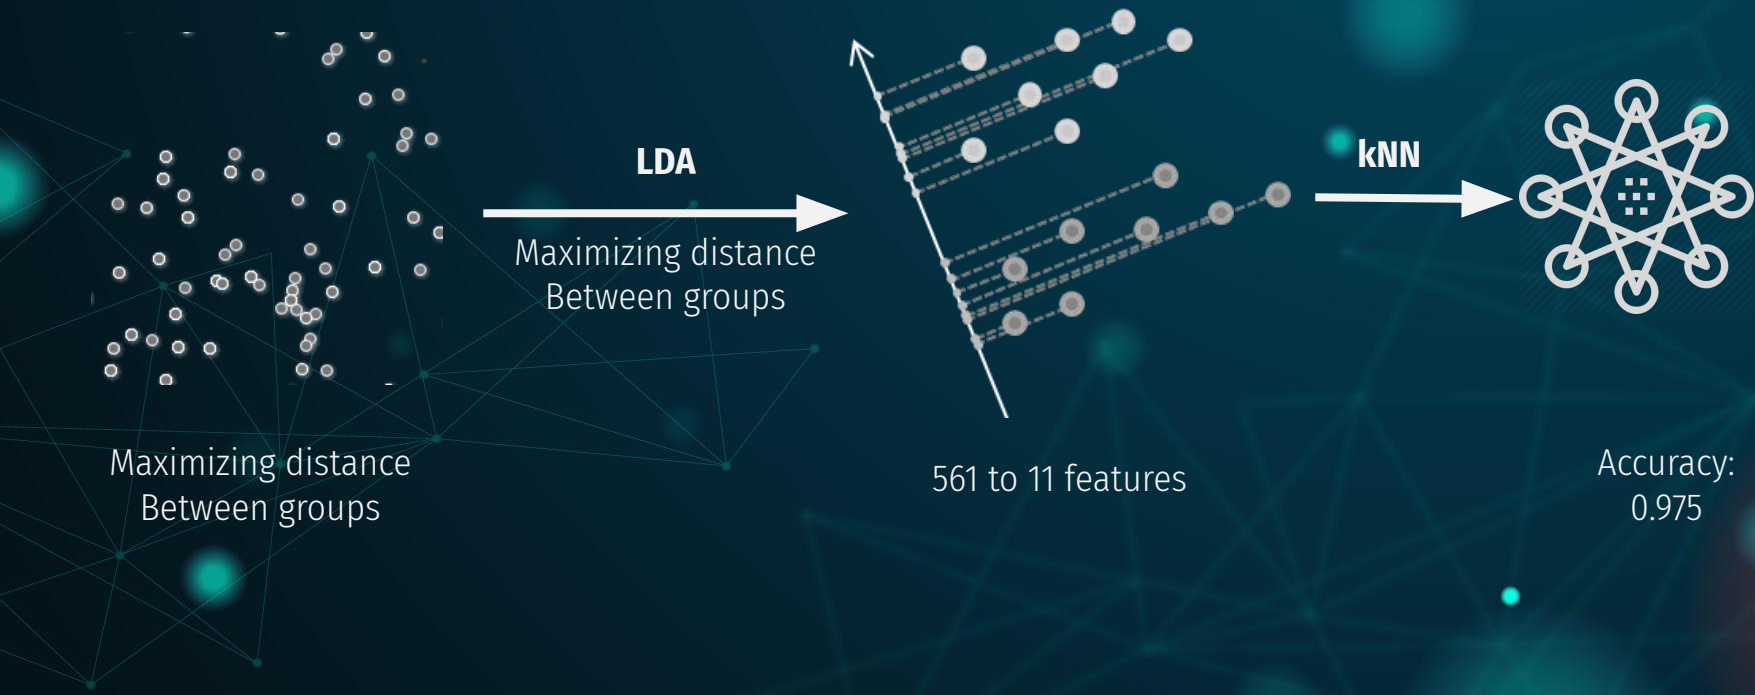 LDA
Maximizing distance
Between groups
kNN
Maximizing distance
Between groups
561 to 11 features
Accuracy:
0.975